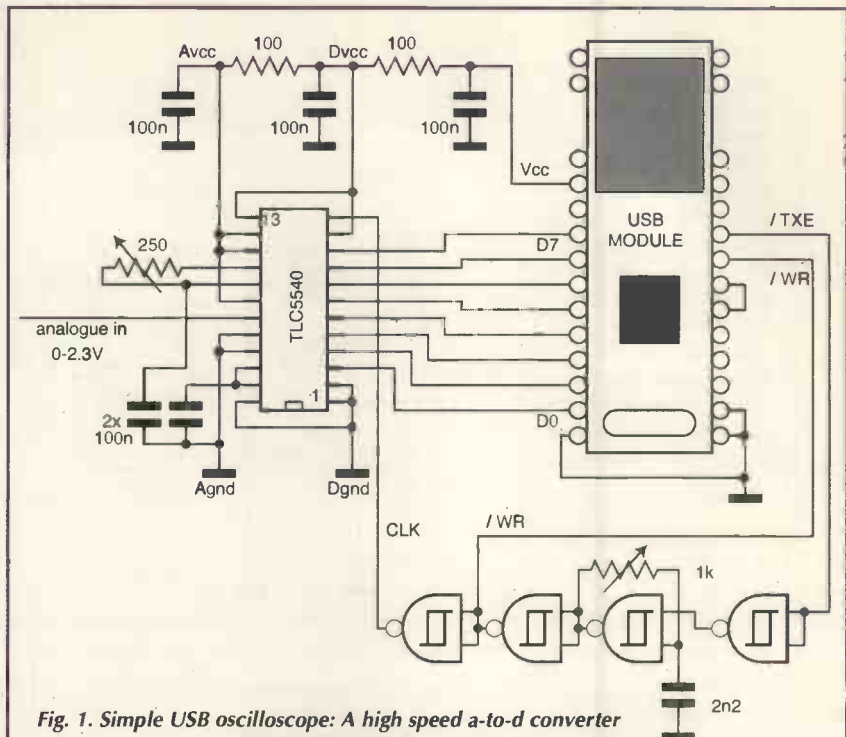 Avcc
100
Dvcc
100
100n
100n
100n
Vcc
USB
MODULE
/ TXE
/ WR
D7
D0
13
TLC5540
1
250
analogue in
0-2.3V
2x
100n
Agnd
Dgnd
CLK
/ WR
1k
2n2
Fig. 1. Simple USB oscilloscope: A high speed a-to-d converter